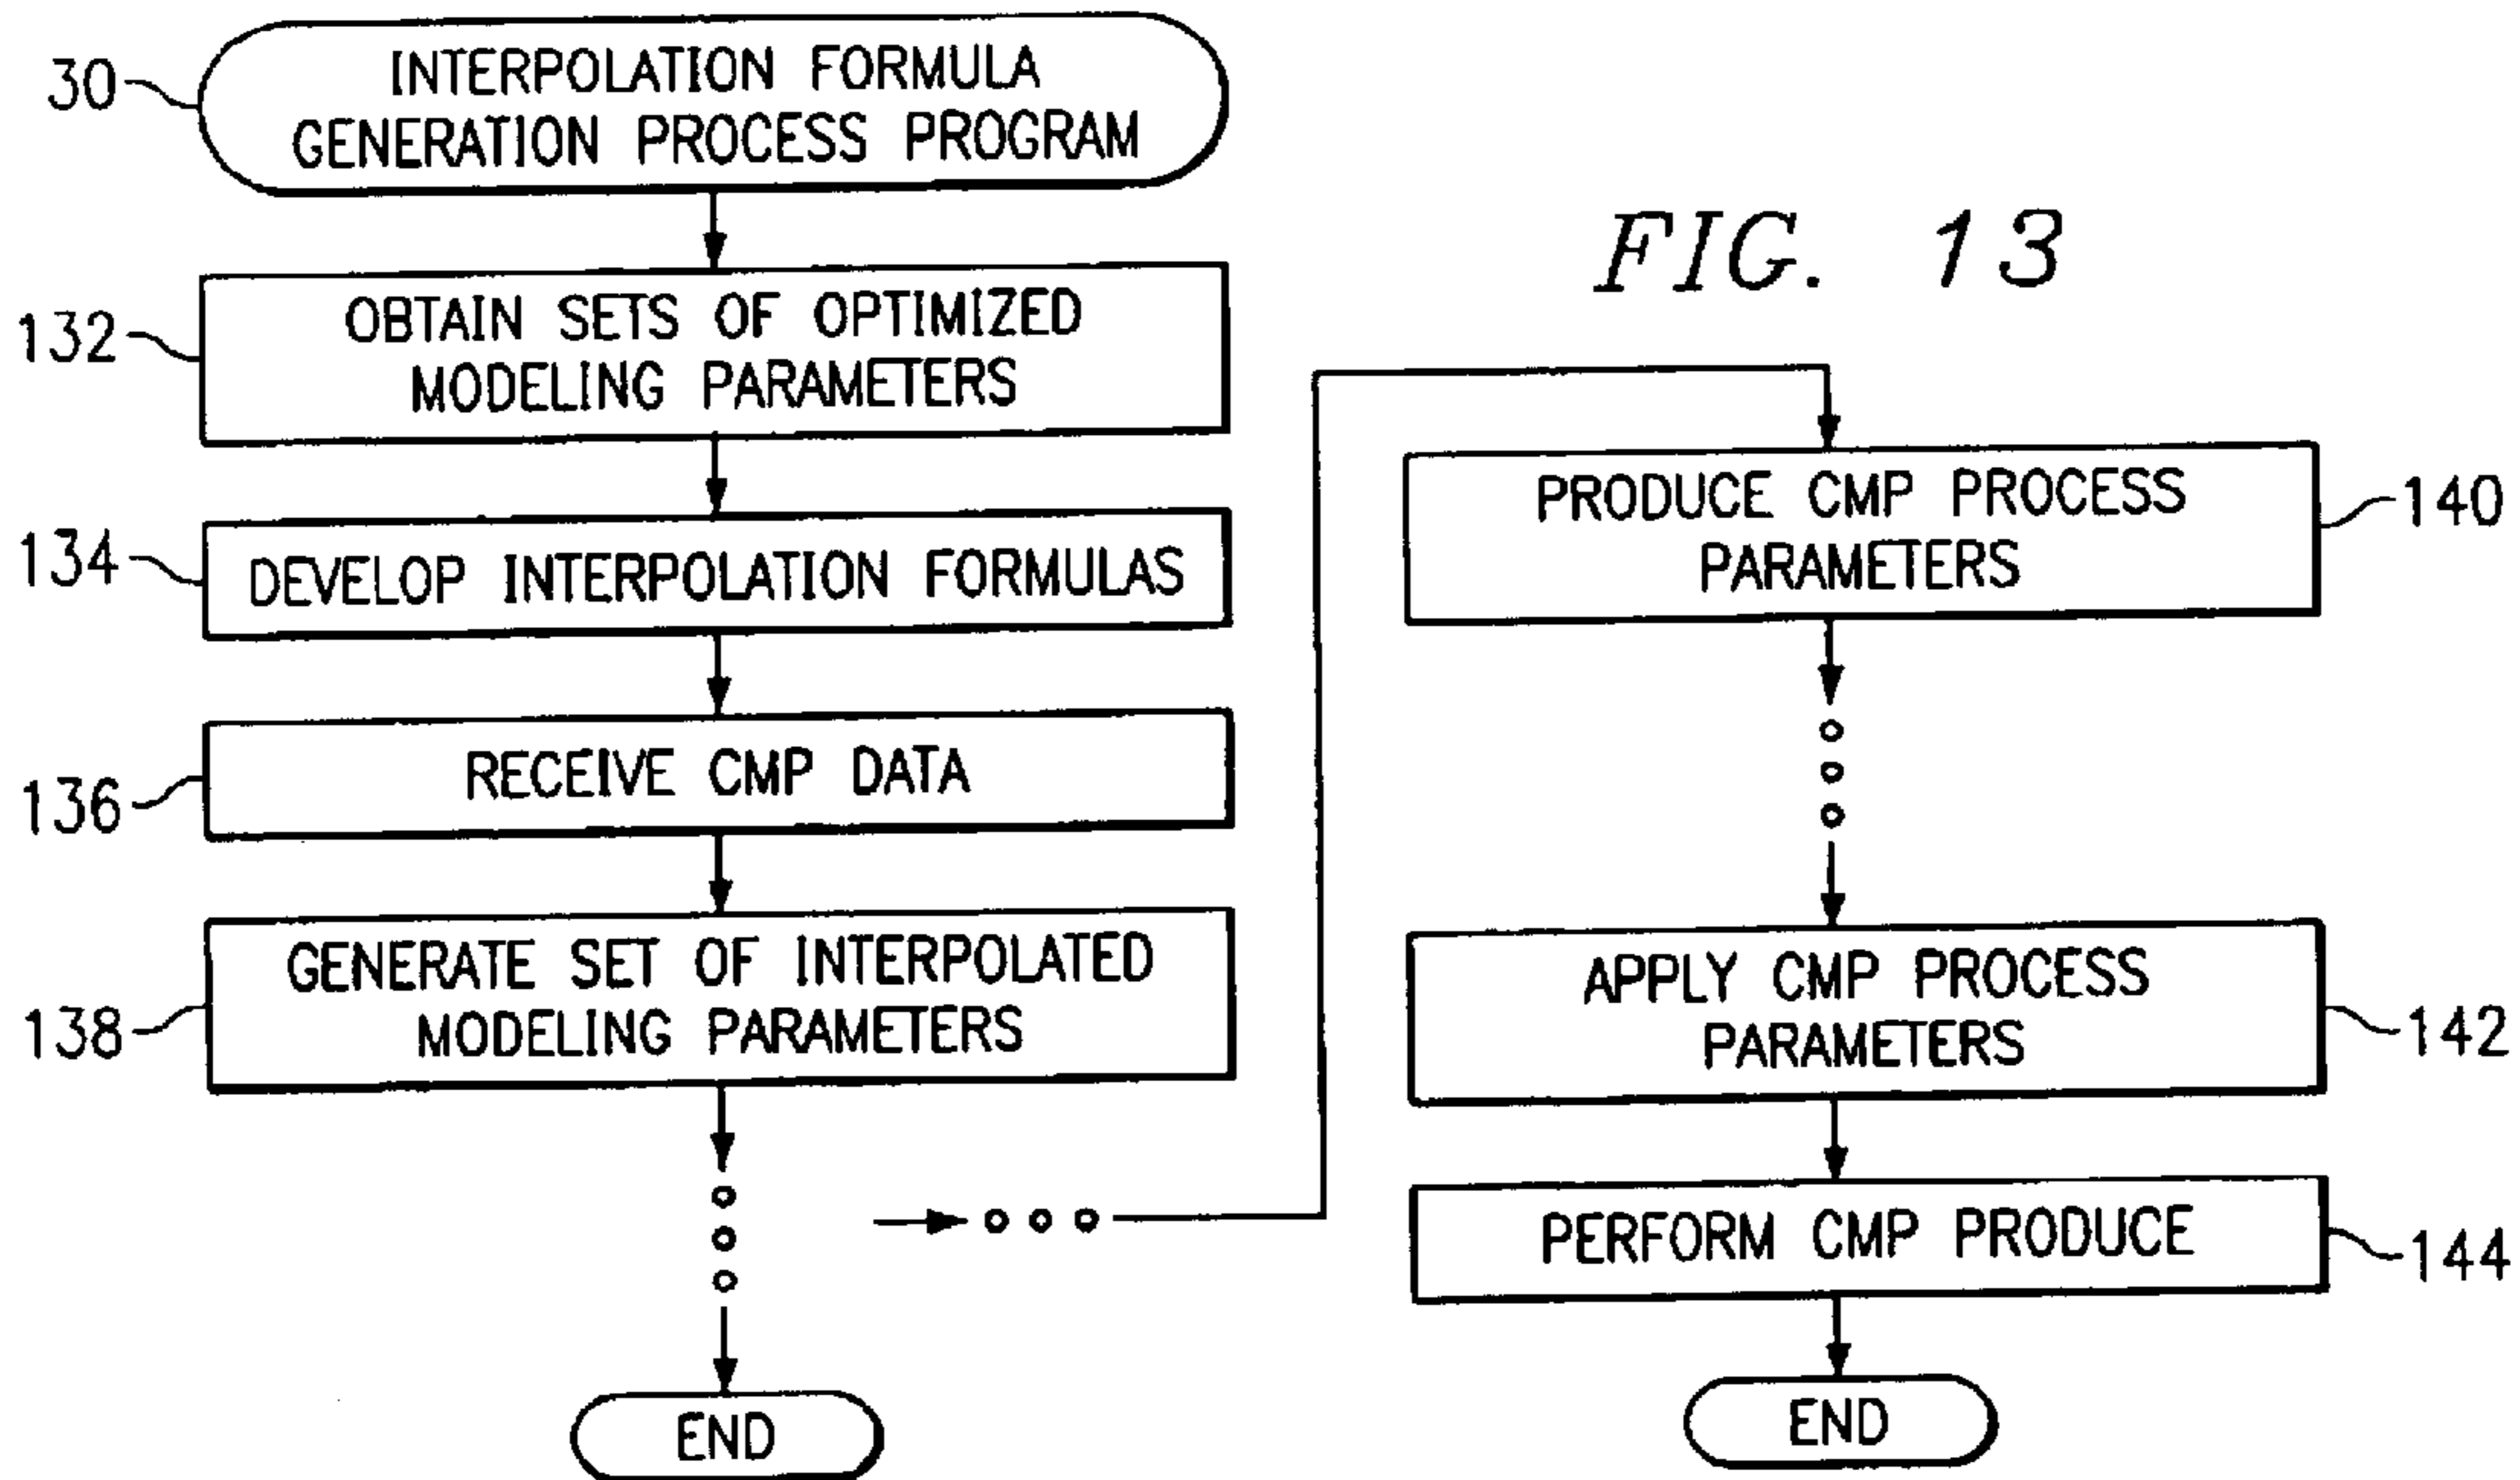 30
INTERPOLATION FORMULA
GENERATION PROCESS PROGRAM
132
OBTAIN SETS OF OPTIMIZED
MODELING PARAMETERS
134
DEVELOP INTERPOLATION FORMULAS
136
RECEIVE CMP DATA
138
GENERATE SET OF INTERPOLATED
MODELING PARAMETERS
END
FIG. 13
PRODUCE CMP PROCESS
PARAMETERS
140
APPLY CMP PROCESS
PARAMETERS
142
PERFORM CMP PRODUCE
144
END